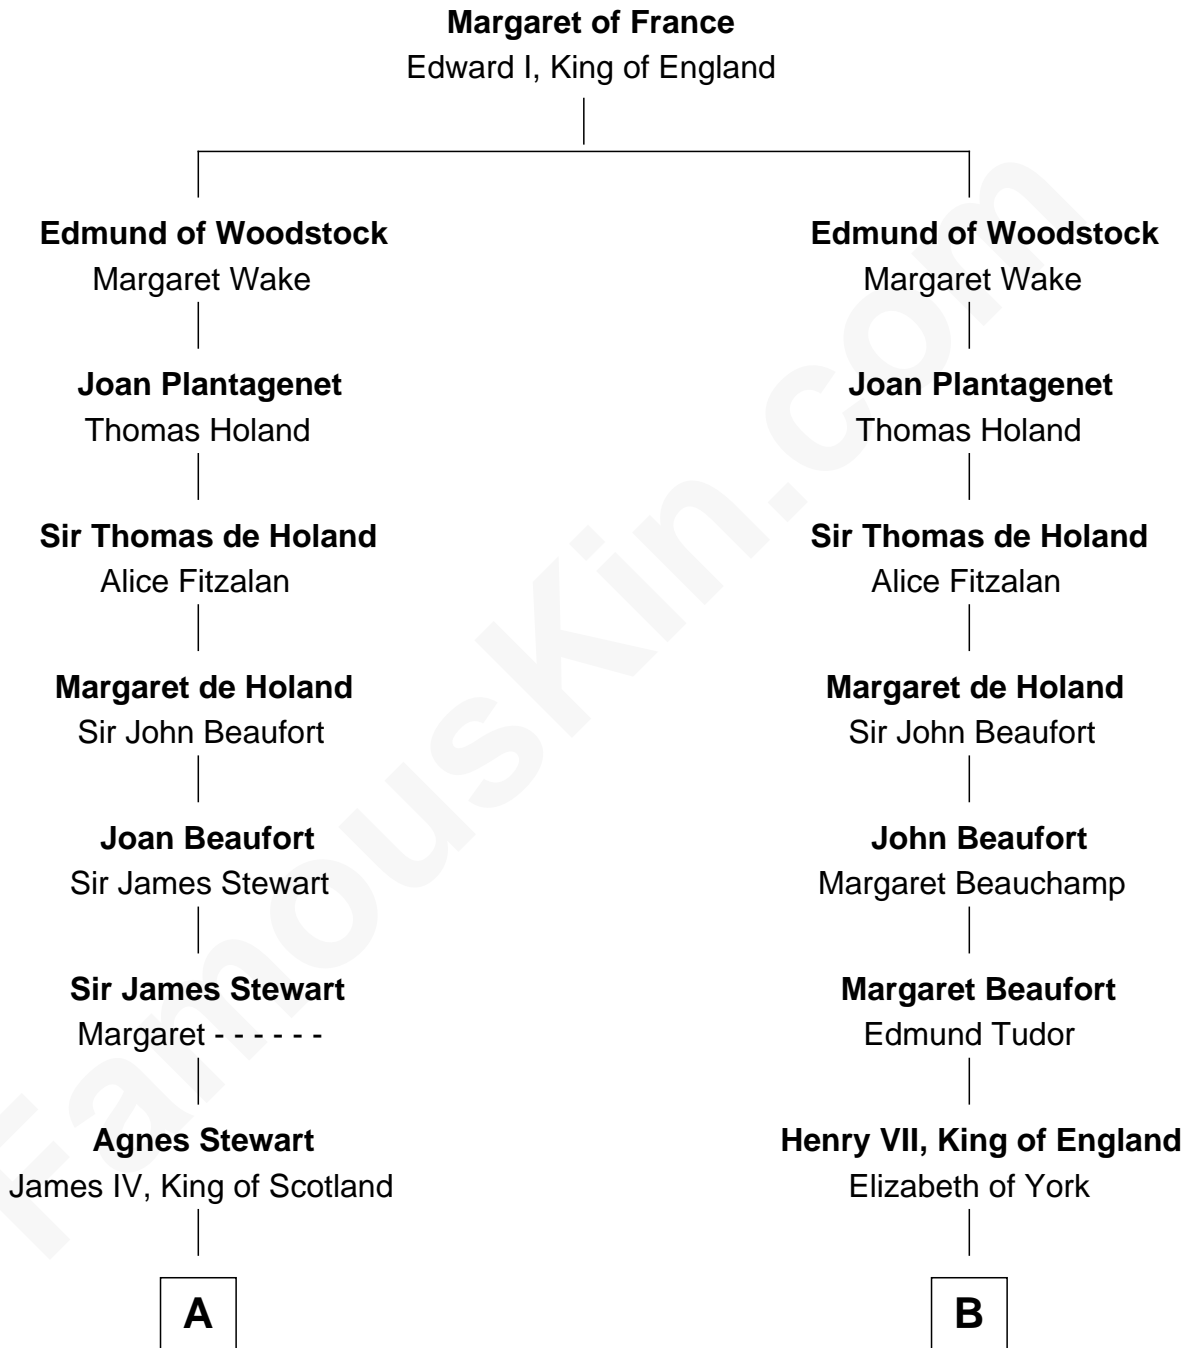 Margaret of France
Edward I, King of England
Edmund of Woodstock
Margaret Wake
Edmund of Woodstock
Margaret Wake
Joan Plantagenet
Thomas Holand
Joan Plantagenet
Thomas Holand
Sir Thomas de Holand
Alice Fitzalan
Sir Thomas de Holand
Alice Fitzalan
Margaret de Holand
Sir John Beaufort
Margaret de Holand
Sir John Beaufort
Joan Beaufort
Sir James Stewart
John Beaufort
Margaret Beauchamp
Sir James Stewart
Margaret - - - - - -
Margaret Beaufort
Edmund Tudor
Agnes Stewart
James IV, King of Scotland
Henry VII, King of England
Elizabeth of York
A
B
FamousKin.com